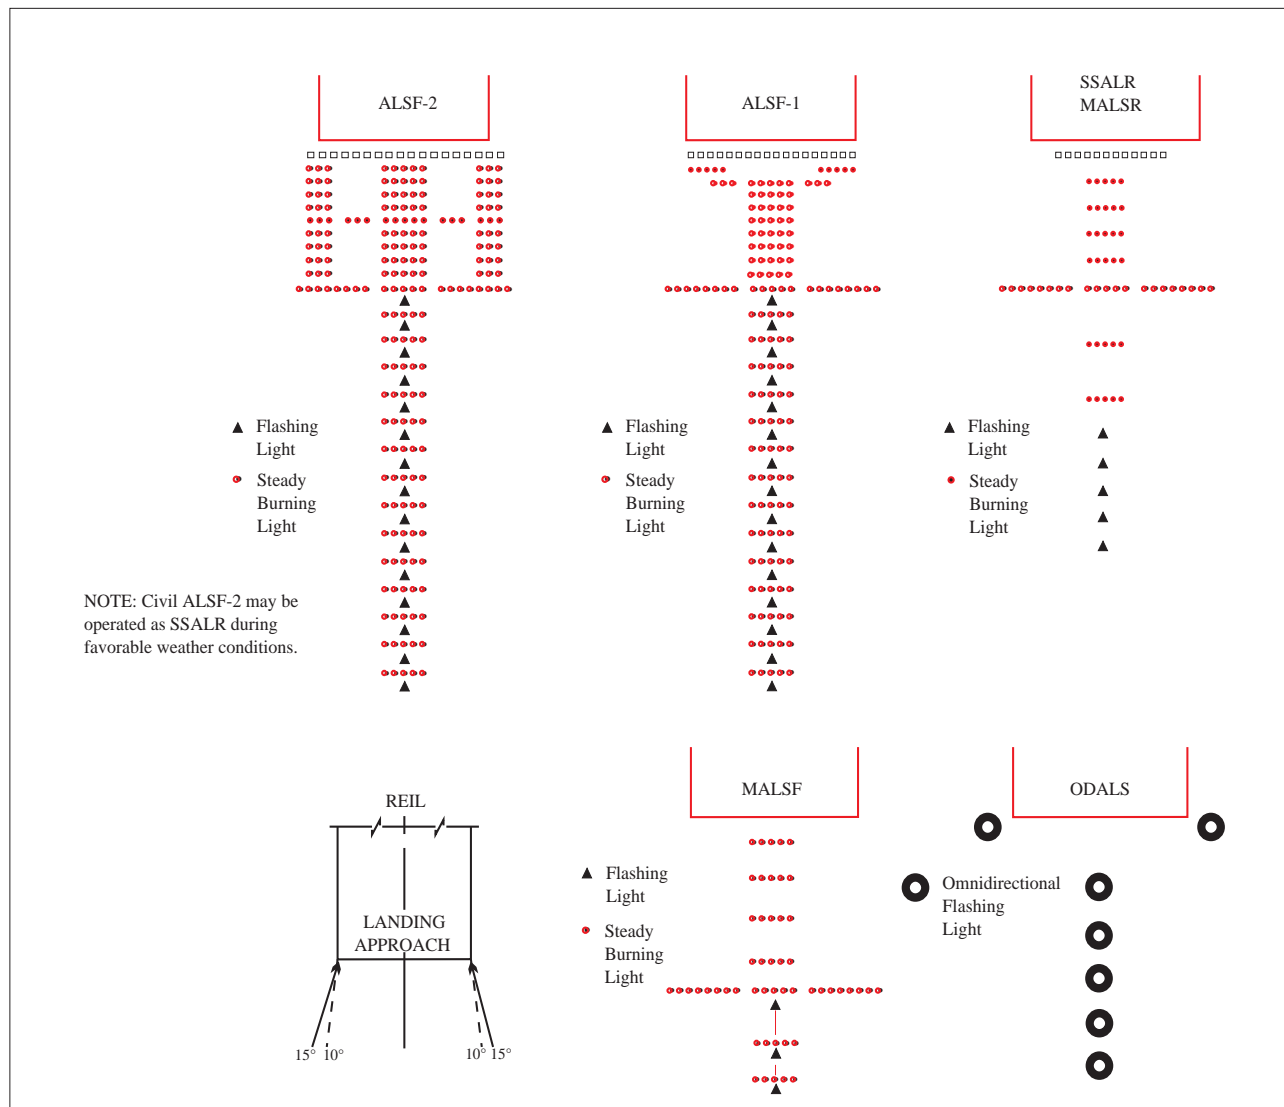 ALSF-2
Flashing
Light
Steady
Burning
Light
NOTE: Civil ALSF-2 may be
operated as SSALR during
favorable weather conditions.
ALSF-1
Flashing
Light
Steady
Burning
Light
SSALR
MALSR
Flashing
Light
Steady
Burning
Light
REIL
LANDING
APPROACH
15° 10°
10° 15°
MALSF
Flashing
Light
Steady
Burning
Light
ODALS
Omnidirectional
Flashing
Light